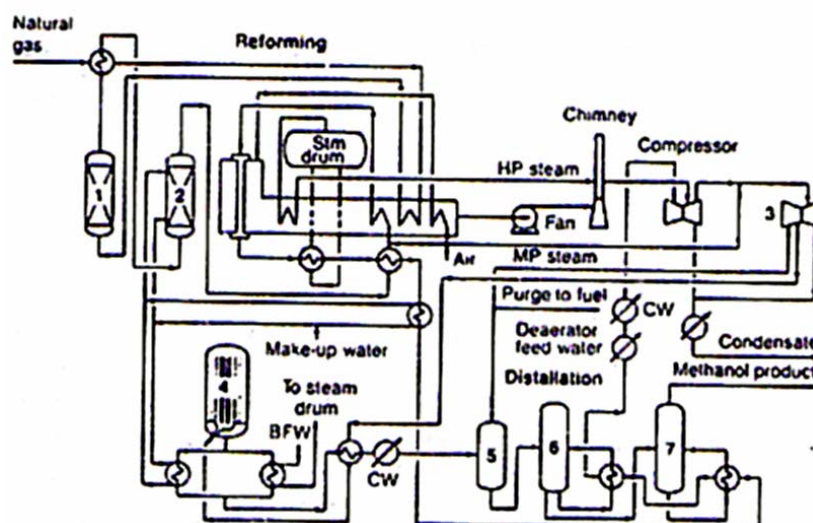 Natural
gas
Reforming
Chimney
Stm
drum
HP steam
Compressor
1
2
3
Fan
Air
MP steam
Purge to fuel
CW
Make-up water
Deaerator
feed water
Condensate
Methanol product
4
To steam
drum
Distallation
BFW
5
6
7
CW